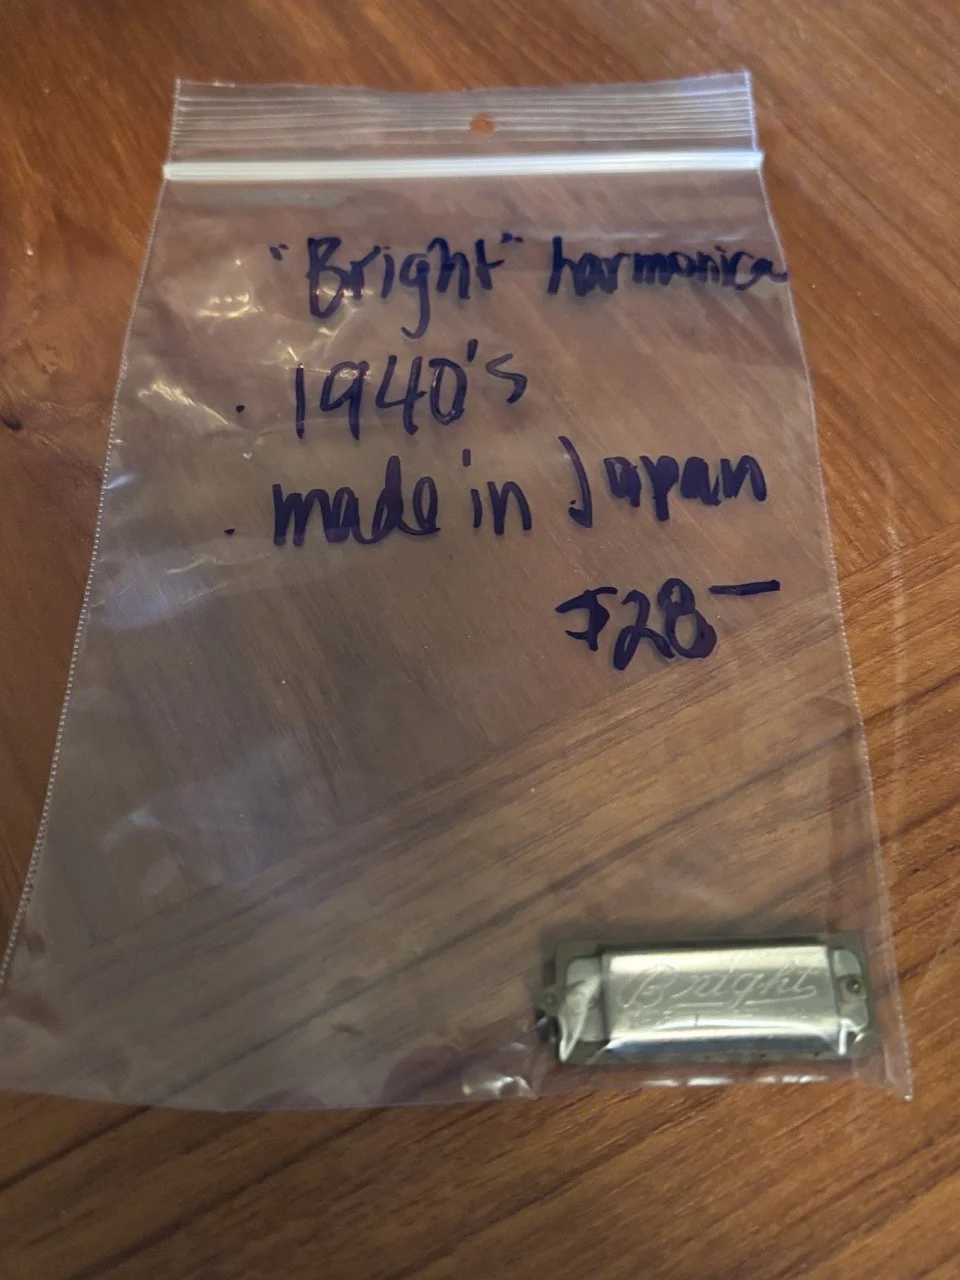 "Bright" harmonica
. 1940's
. made in Japan
$28—
Bright